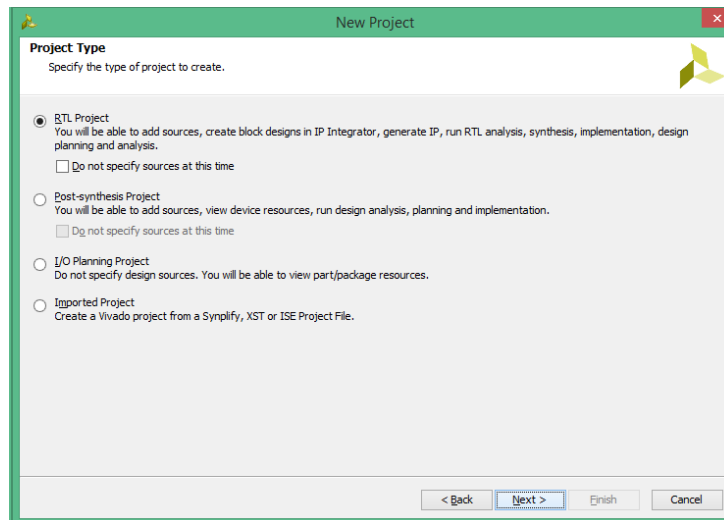 New Project
Project Type
Specify the type of project to create.
RTL Project
You will be able to add sources, create block designs in IP Integrator, generate IP, run RTL analysis, synthesis, implementation, design
planning and analysis.
Do not specify sources at this time
Post-synthesis Project
You will be able to add sources, view device resources, run design analysis, planning and implementation.
Do not specify sources at this time
I/O Planning Project
Do not specify design sources. You will be able to view part/package resources.
Imported Project
Create a Vivado project from a Synplify, XST or ISE Project File.
< Back Next > Finish Cancel